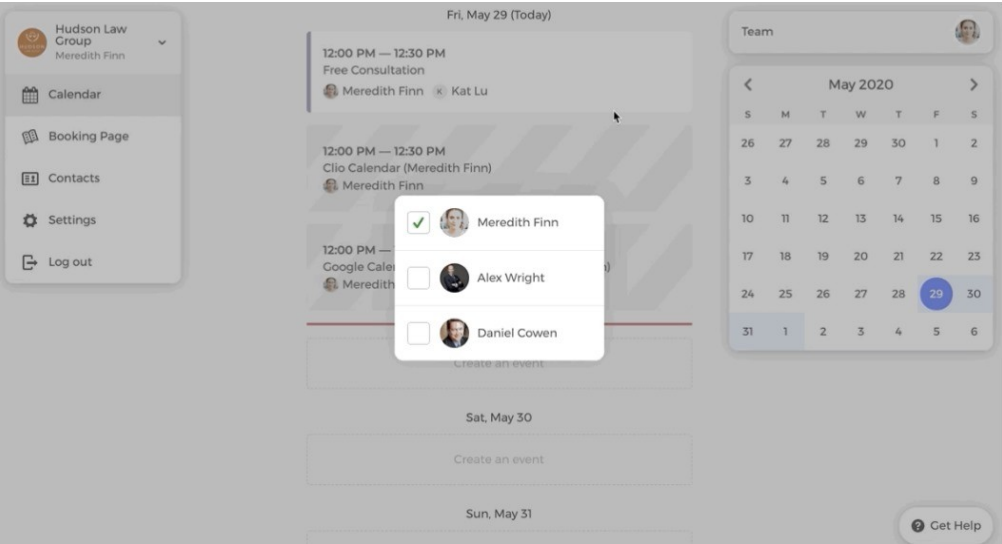 Hudson Law
Group
Meredith Finn
Calendar
Booking Page
Contacts
Settings
Log out
Fri, May 29 (Today)
12:00 PM — 12:30 PM
Free Consultation
Meredith Finn K Kat Lu
12:00 PM — 12:30 PM
Clio Calendar (Meredith Finn)
Meredith Finn
12:00 PM —
Google Cale
Meredith
Meredith Finn
Alex Wright
Daniel Cowen
Create an event
Sat, May 30
Create an event
Sun, May 31
Team
May 2020
S M T W T F S
26 27 28 29 30 1 2
3 4 5 6 7 8 9
10 11 12 13 14 15 16
17 18 19 20 21 22 23
24 25 26 27 28 29 30
31 1 2 3 4 5 6
Get Help